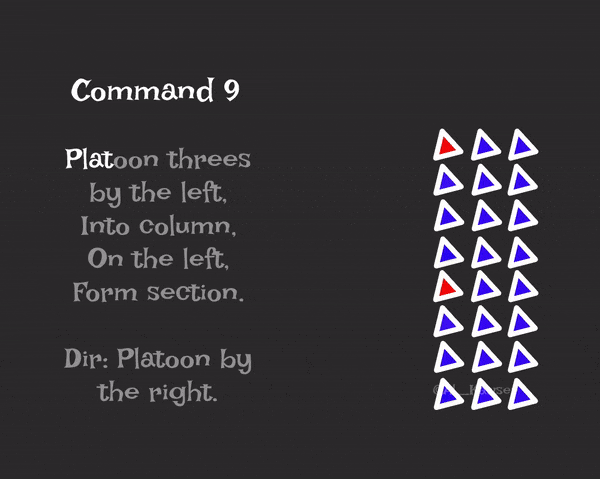 Command 9
Platoon threes
by the left,
Into column,
On the left,
Form section.
Dir: Platoon by
the right.